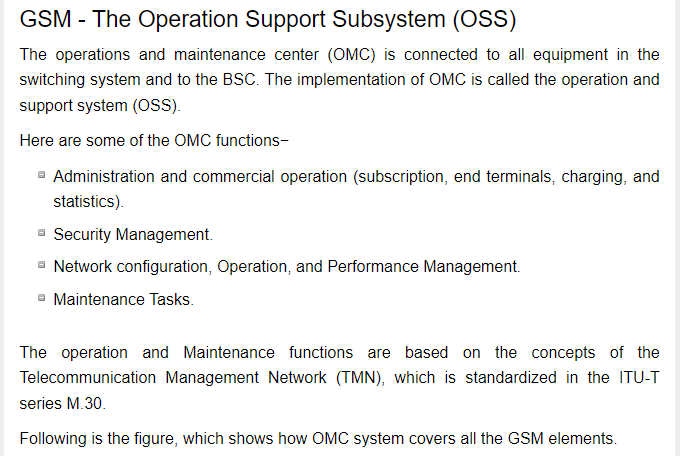 GSM - The Operation Support Subsystem (OSS)
The operations and maintenance center (OMC) is connected to all equipment in the
switching system and to the BSC. The implementation of OMC is called the operation and
support system (OSS).
Here are some of the OMC functions−
Administration and commercial operation (subscription, end terminals, charging, and
statistics).
Security Management.
Network configuration, Operation, and Performance Management.
Maintenance Tasks.
The operation and Maintenance functions are based on the concepts of the
Telecommunication Management Network (TMN), which is standardized in the ITU-T
series M.30.
Following is the figure, which shows how OMC system covers all the GSM elements.